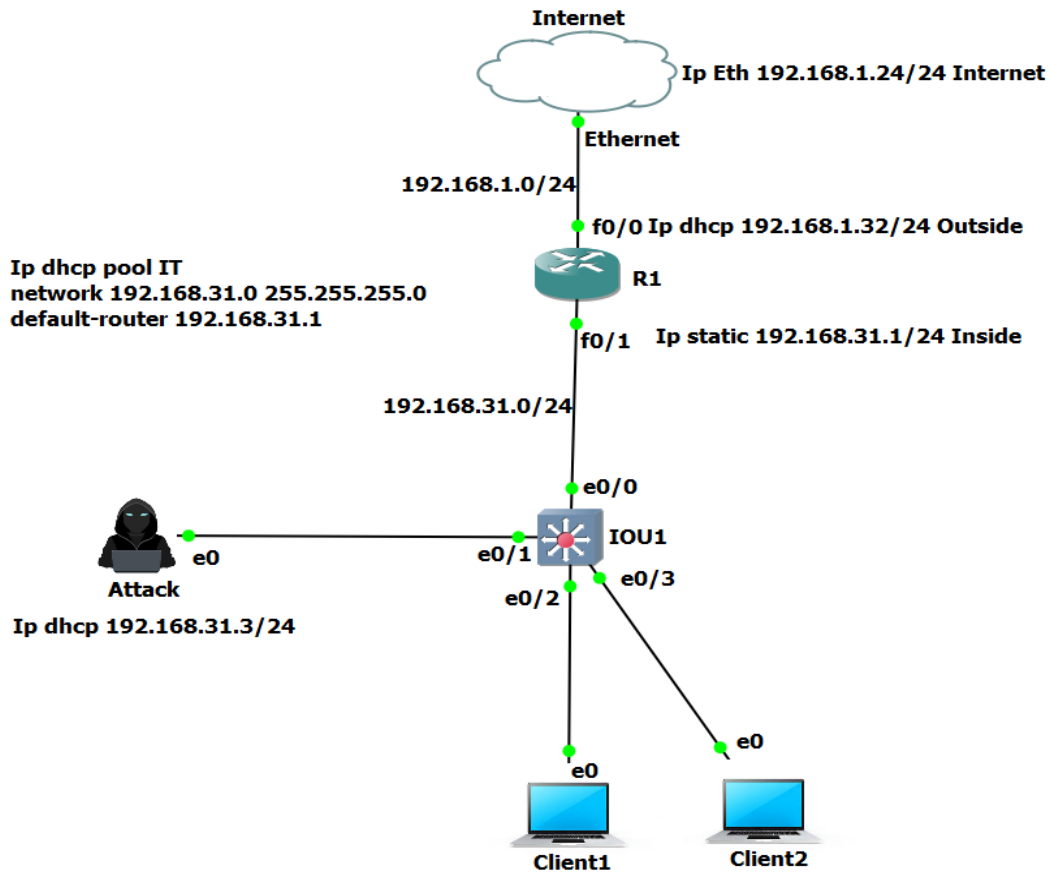 Internet
Ip Eth 192.168.1.24/24 Internet
Ethernet
192.168.1.0/24
f0/0 Ip dhcp 192.168.1.32/24 Outside
R1
Ip dhcp pool IT
network 192.168.31.0 255.255.255.0
default-router 192.168.31.1
f0/1 Ip static 192.168.31.1/24 Inside
192.168.31.0/24
e0/0
IOU1
e0/1
e0
Attack
Ip dhcp 192.168.31.3/24
e0/3
e0/2
e0
e0
Client1
Client2